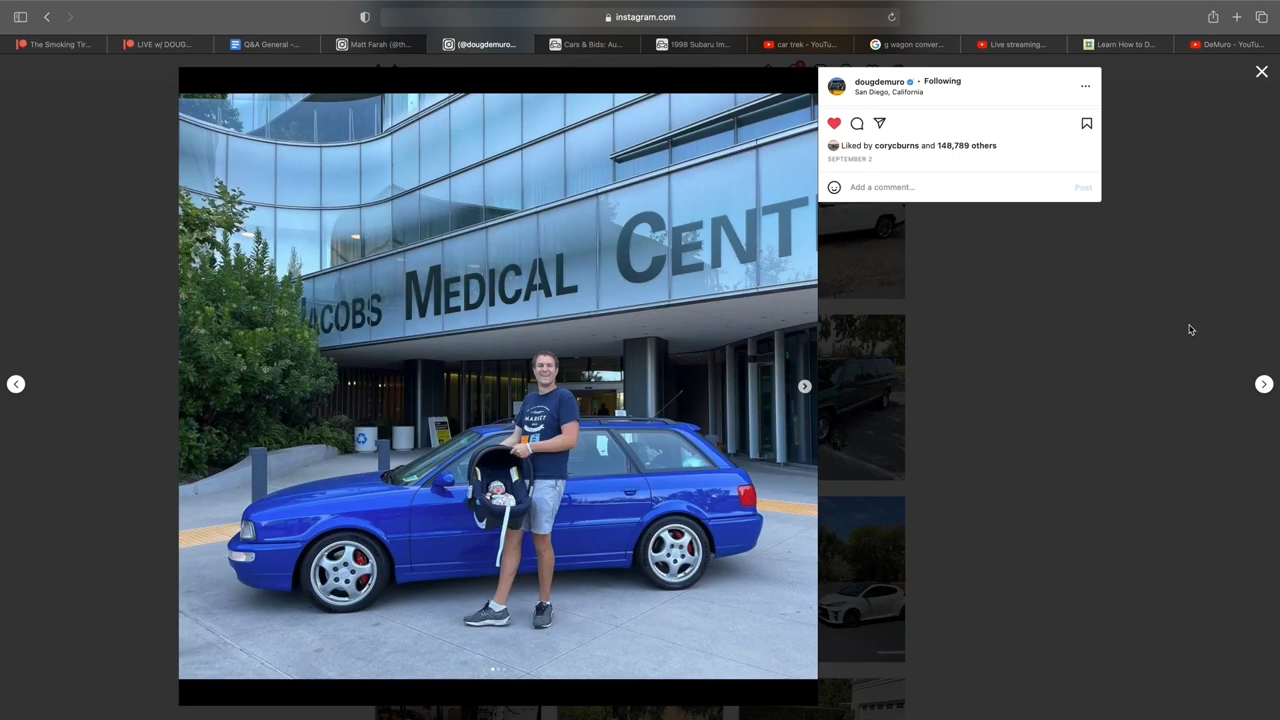 instagram.com
The Smoking Tir...
LIVE w/ DOUG...
Q&A General -...
Matt Farah (@th...
(@dougdemuro...
Cars & Bids: Au...
1998 Subaru Im...
car trek - YouTu...
g wagon conver...
Live streaming...
Learn How to D...
DeMuro - YouTu...
dougdemuro • Following
San Diego, California
Liked by corycburns and 148,789 others
SEPTEMBER 2
Add a comment...
Post
JACOBS MEDICAL CENT
MARKET